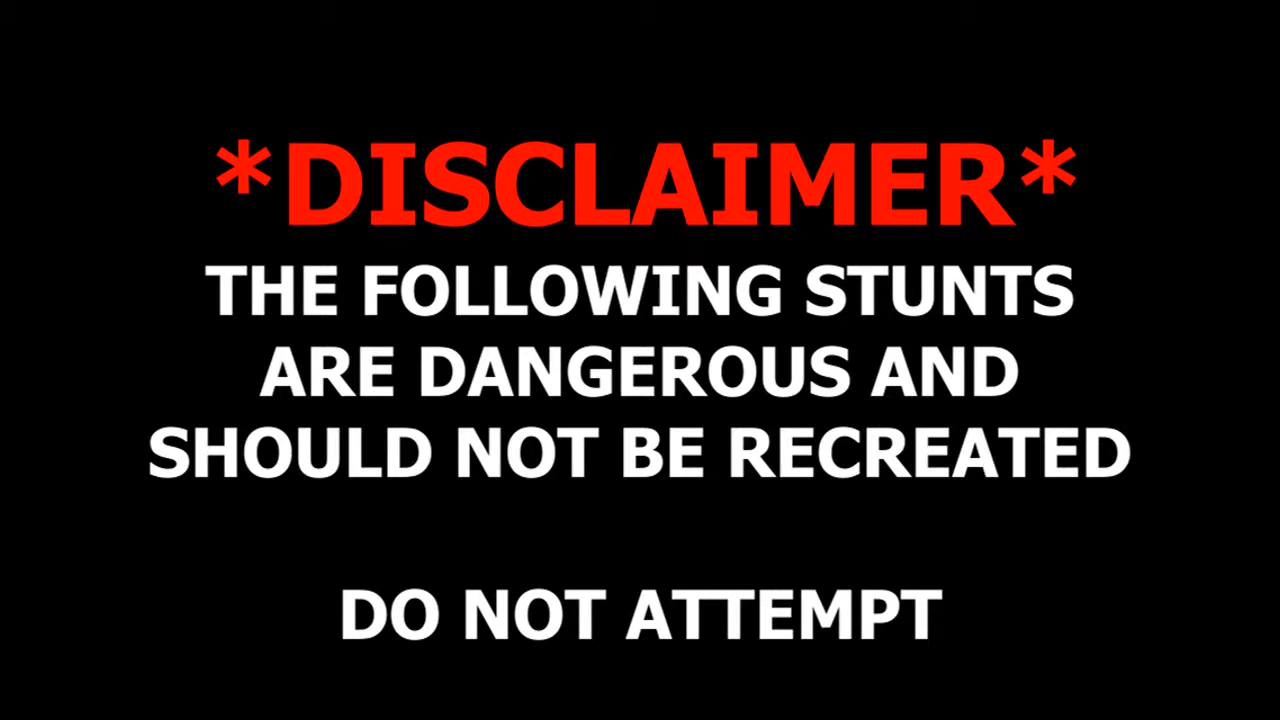 *DISCLAIMER*
THE FOLLOWING STUNTS
ARE DANGEROUS AND
SHOULD NOT BE RECREATED
DO NOT ATTEMPT